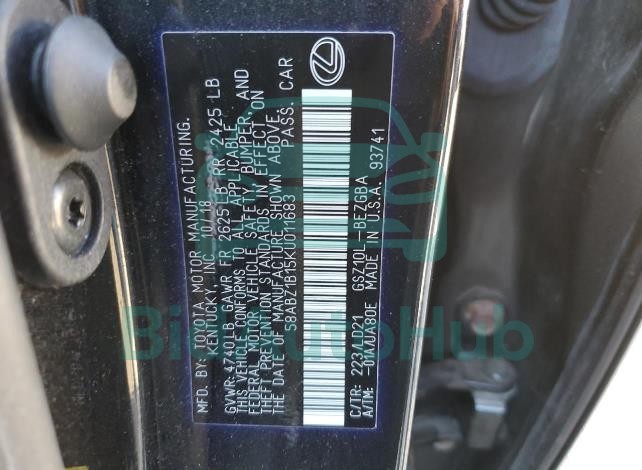 MFD. BY: TOYOTA MOTOR MANUFACTURING,
KENTUCKY, INC. 10/18
GVWR: 4740LB GAWR FR 2625 LB RR 2425 LB
THIS VEHICLE CONFORMS TO ALL APPLICABLE
FEDERAL MOTOR VEHICLE SAFETY, BUMPER, AND
THEFT PREVENTION STANDARDS IN EFFECT ON
THE DATE OF MANUFACTURE SHOWN ABOVE.
58ABZ1B15KU011683 PASS. CAR
C/TR: 223/LD21 GSZ10L-BEZGBA
A/TM: -01A/UA80E MADE IN U.S.A. 93741
BidAutoHub